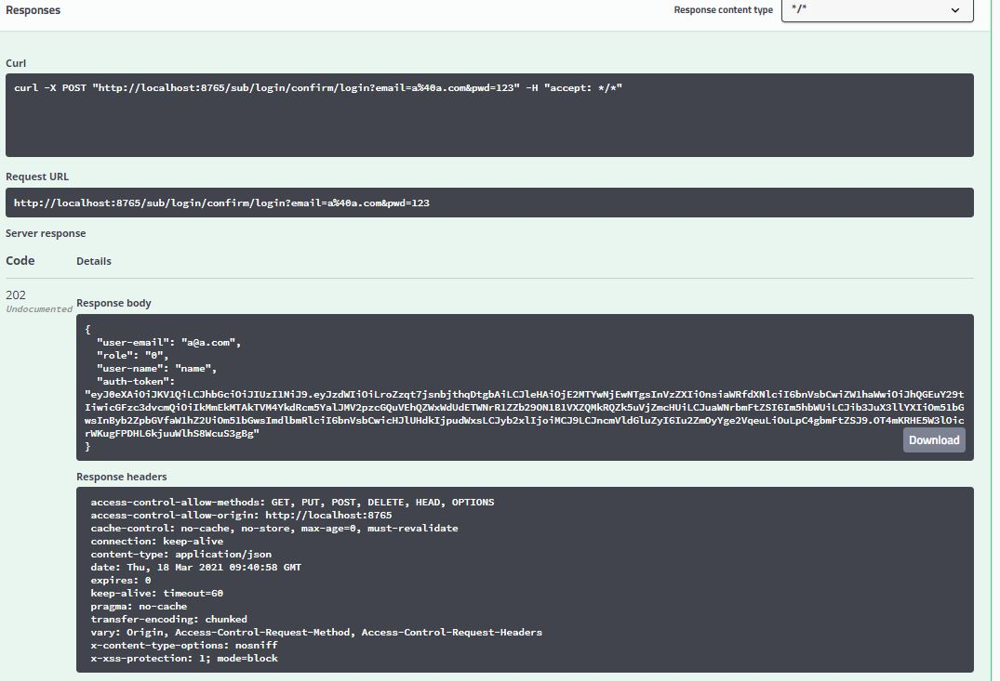 Responses
Response content type
*/*
Curl
curl -X POST "http://localhost:8765/sub/login/confirm/login?email=a%40a.com&pwd=123" -H "accept: */*"
Request URL
http://localhost:8765/sub/login/confirm/login?email=a%40a.com&pwd=123
Server response
Code Details
202
Undocumented
Response body
{
"user-email": "a@a.com",
"role": "0",
"user-name": "name",
"auth-token":
}
Download
Response headers
access-control-allow-methods: GET, PUT, POST, DELETE, HEAD, OPTIONS
access-control-allow-origin: http://localhost:8765
cache-control: no-cache, no-store, max-age=0, must-revalidate
connection: keep-alive
content-type: application/json
date: Thu, 18 Mar 2021 09:40:58 GMT
expires: 0
keep-alive: timeout=60
pragma: no-cache
transfer-encoding: chunked
vary: Origin, Access-Control-Request-Method, Access-Control-Request-Headers
x-content-type-options: nosniff
x-xss-protection: 1; mode=block